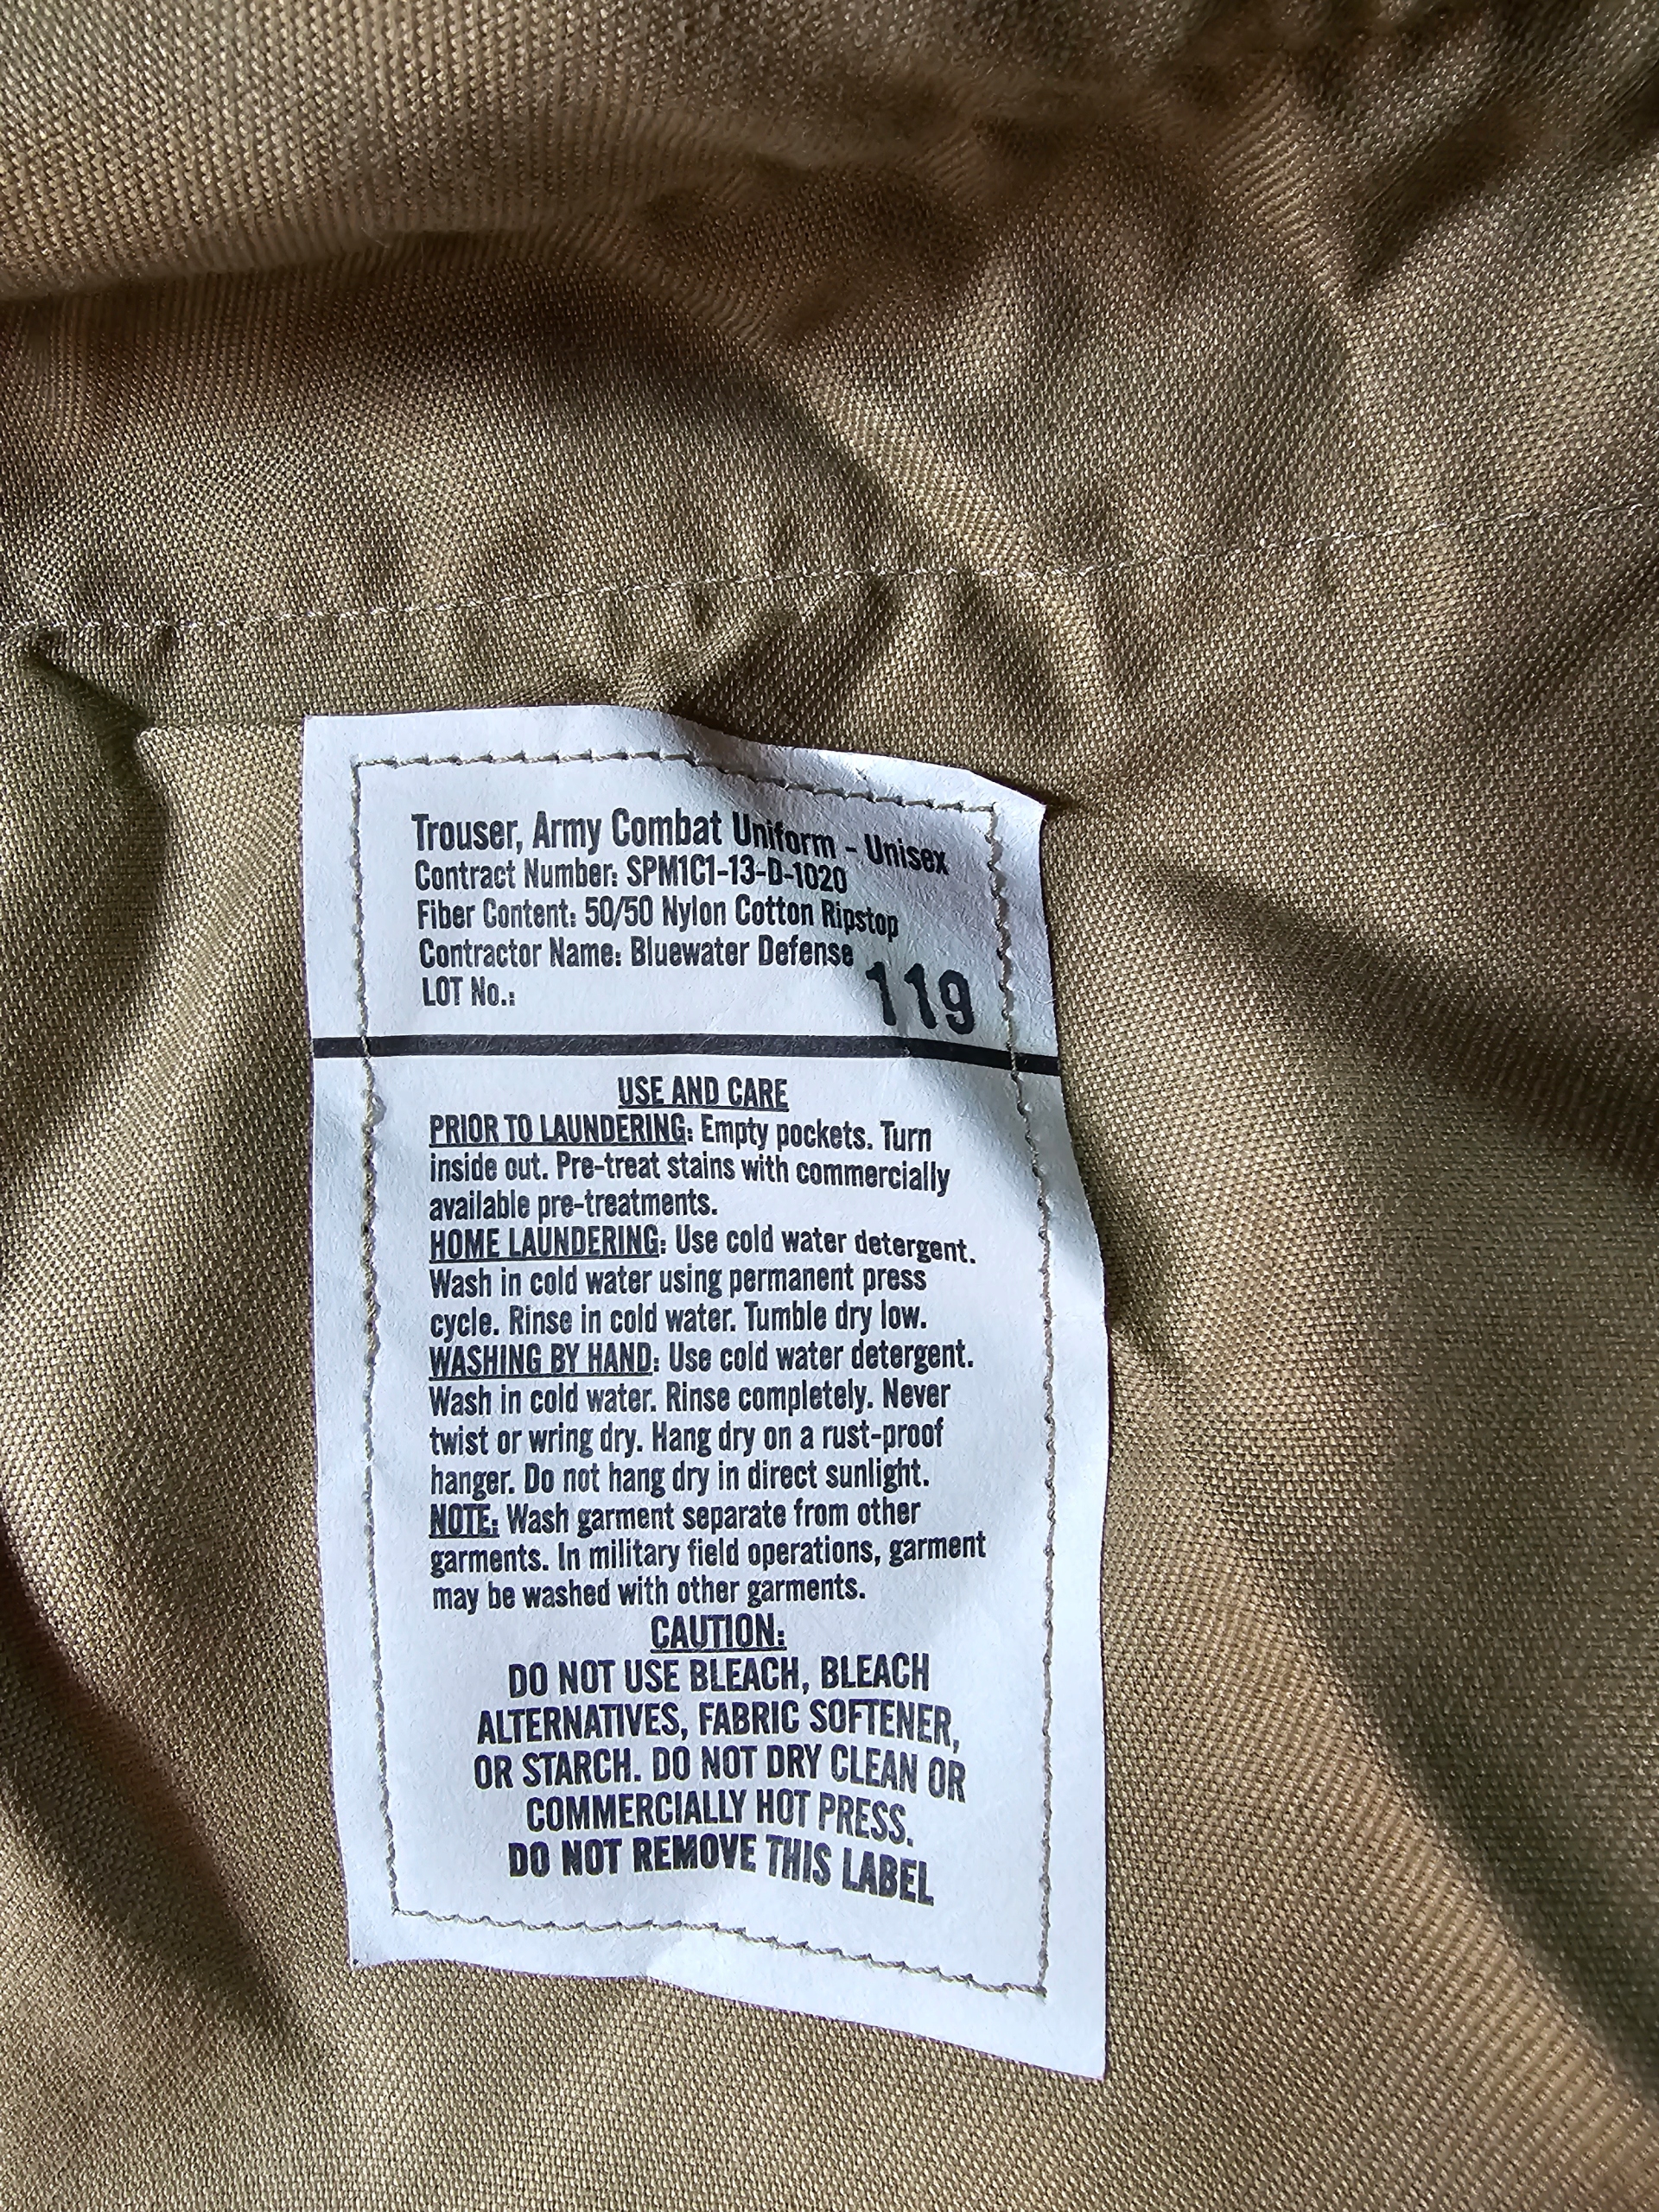 Trouser, Army Combat Uniform - Unisex
Contract Number: SPM1C1-13-D-1020
Fiber Content: 50/50 Nylon Cotton Ripstop
Contractor Name: Bluewater Defense
LOT No.: 119
USE AND CARE
PRIOR TO LAUNDERING: Empty pockets. Turn
inside out. Pre-treat stains with commercially
available pre-treatments.
HOME LAUNDERING: Use cold water detergent.
Wash in cold water using permanent press
cycle. Rinse in cold water. Tumble dry low.
WASHING BY HAND: Use cold water detergent.
Wash in cold water. Rinse completely. Never
twist or wring dry. Hang dry on a rust-proof
hanger. Do not hang dry in direct sunlight.
NOTE: Wash garment separate from other
garments. In military field operations, garment
may be washed with other garments.
CAUTION:
DO NOT USE BLEACH, BLEACH
ALTERNATIVES, FABRIC SOFTENER,
OR STARCH. DO NOT DRY CLEAN OR
COMMERCIALLY HOT PRESS.
DO NOT REMOVE THIS LABEL